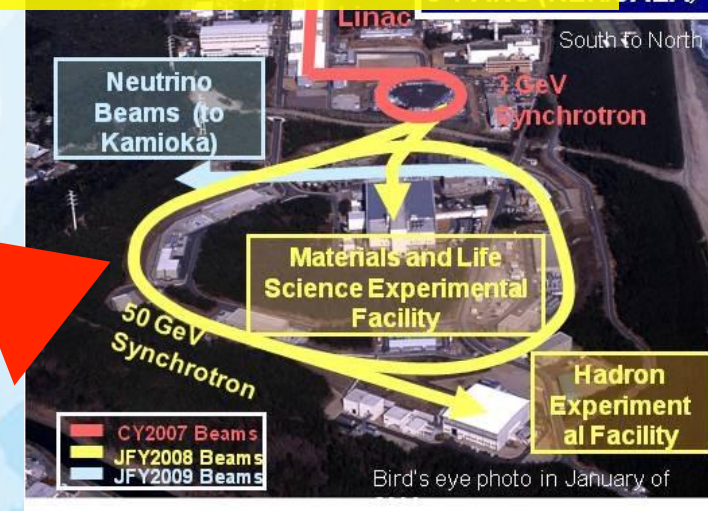 Linac
South to North
Neutrino
Beams (to
Kamioka)
3 GeV
Synchrotron
Materials and Life
Science Experimental
Facility
50 GeV
Synchrotron
Hadron
Experiment
al Facility
CY2007 Beams
JFY2008 Beams
JFY2009 Beams
Bird's eye photo in January of